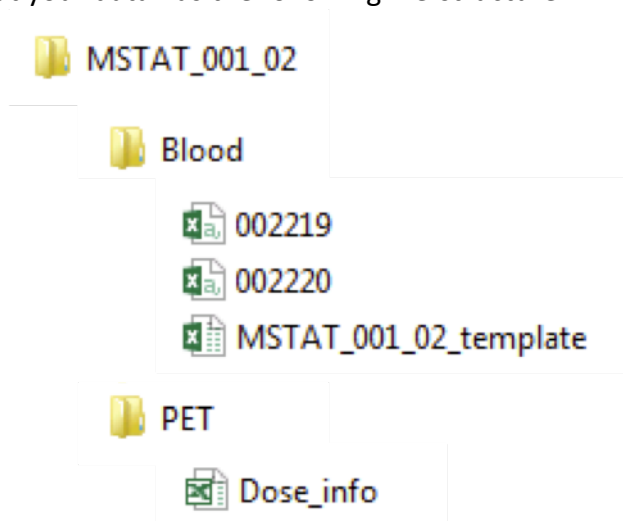 MSTAT_001_02
Blood
002219
002220
MSTAT_001_02_template
PET
Dose_info